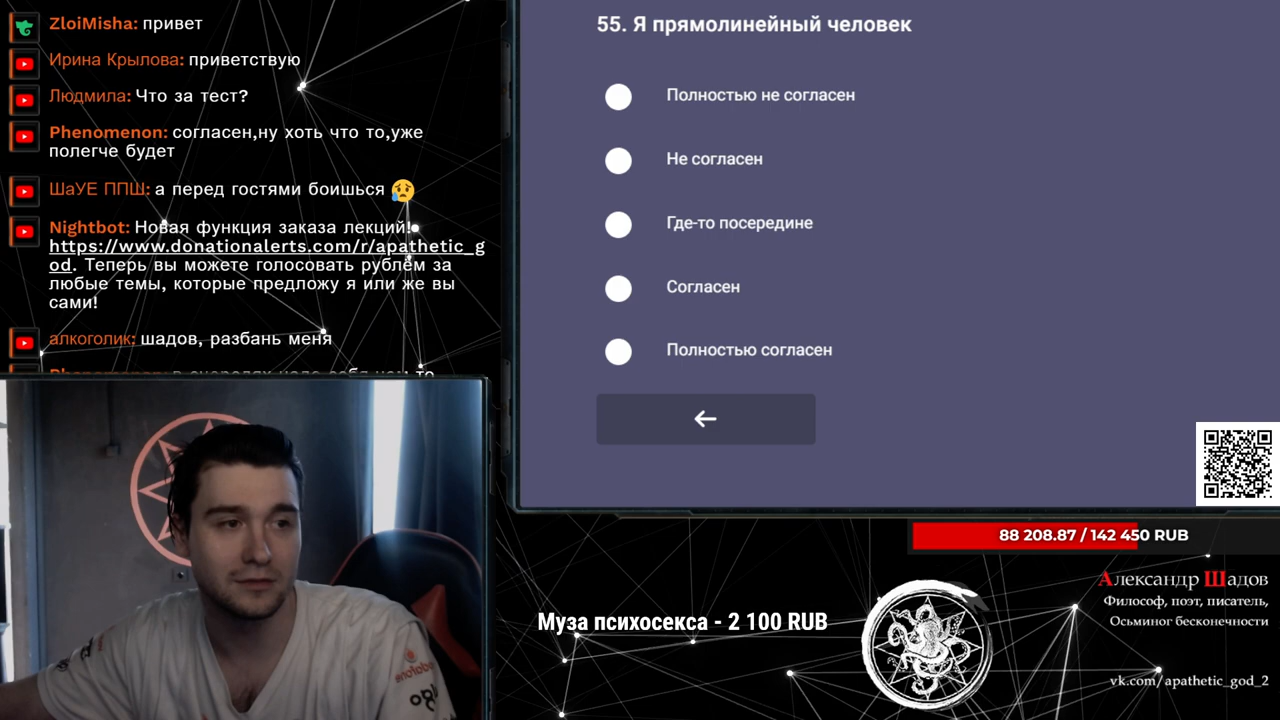 ZloiMisha: привет
Ирина Крылова: приветствую
Людмила: Что за тест?
Phenomenon: согласен,ну хоть что то,уже
полегче будет
ШаУЕ ППШ: а перед гостями боишься 😥
Nightbot: Новая функция заказа лекций!
https://www.donationalerts.com/r/apathetic_g
od. Теперь вы можете голосовать рублём за
любые темы, которые предложу я или же вы
сами!
алкоголик: шадов, разбань меня
55. Я прямолинейный человек
Полностью не согласен
Не согласен
Где-то посередине
Согласен
Полностью согласен
88 208.87 / 142 450 RUB
Муза психосекса - 2 100 RUB
Александр Шадов
Философ, поэт, писатель,
Осьминог бесконечности
vk.com/apathetic_god_2